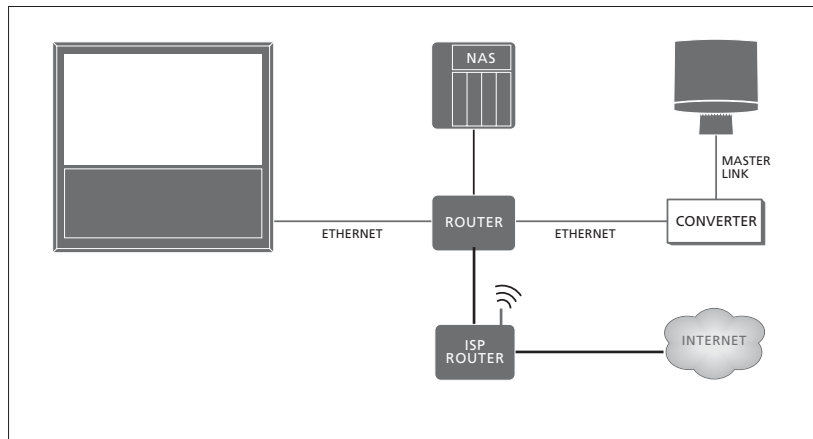 NAS
MASTER
LINK
ETHERNET
ROUTER
ETHERNET
CONVERTER
ISP
ROUTER
INTERNET